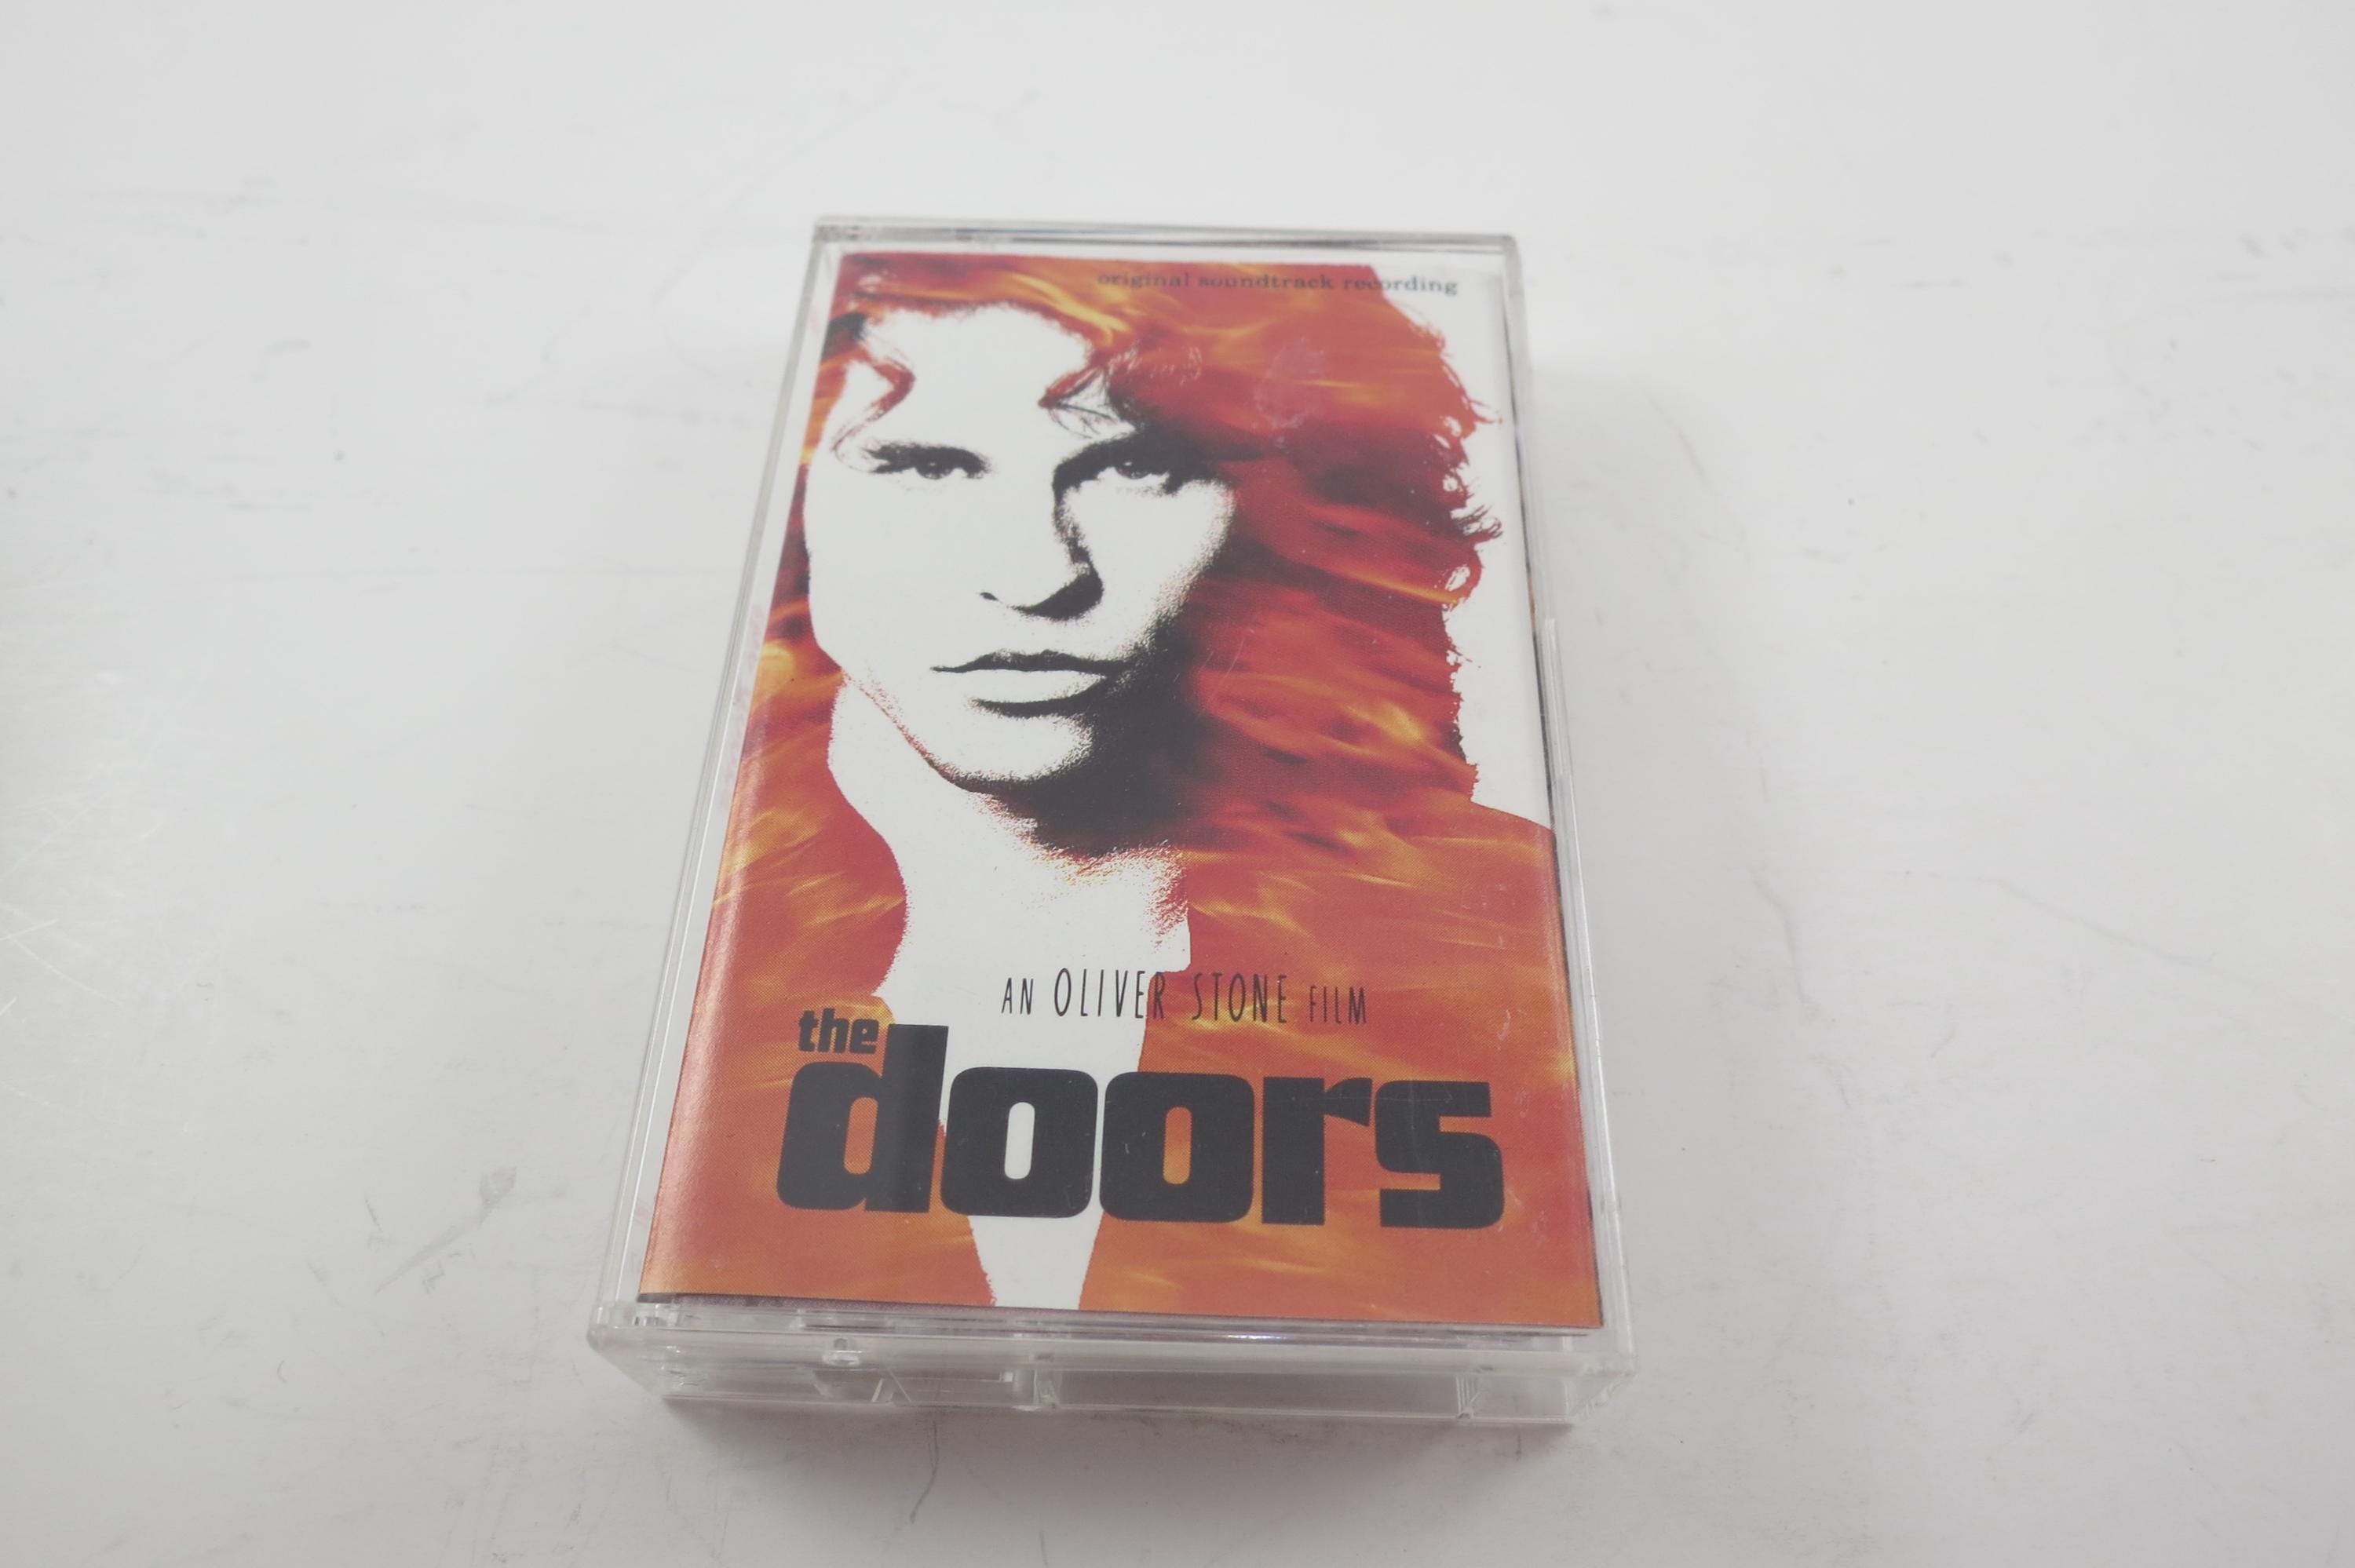 original soundtrack recording
AN OLIVER STONE FILM
the
doors